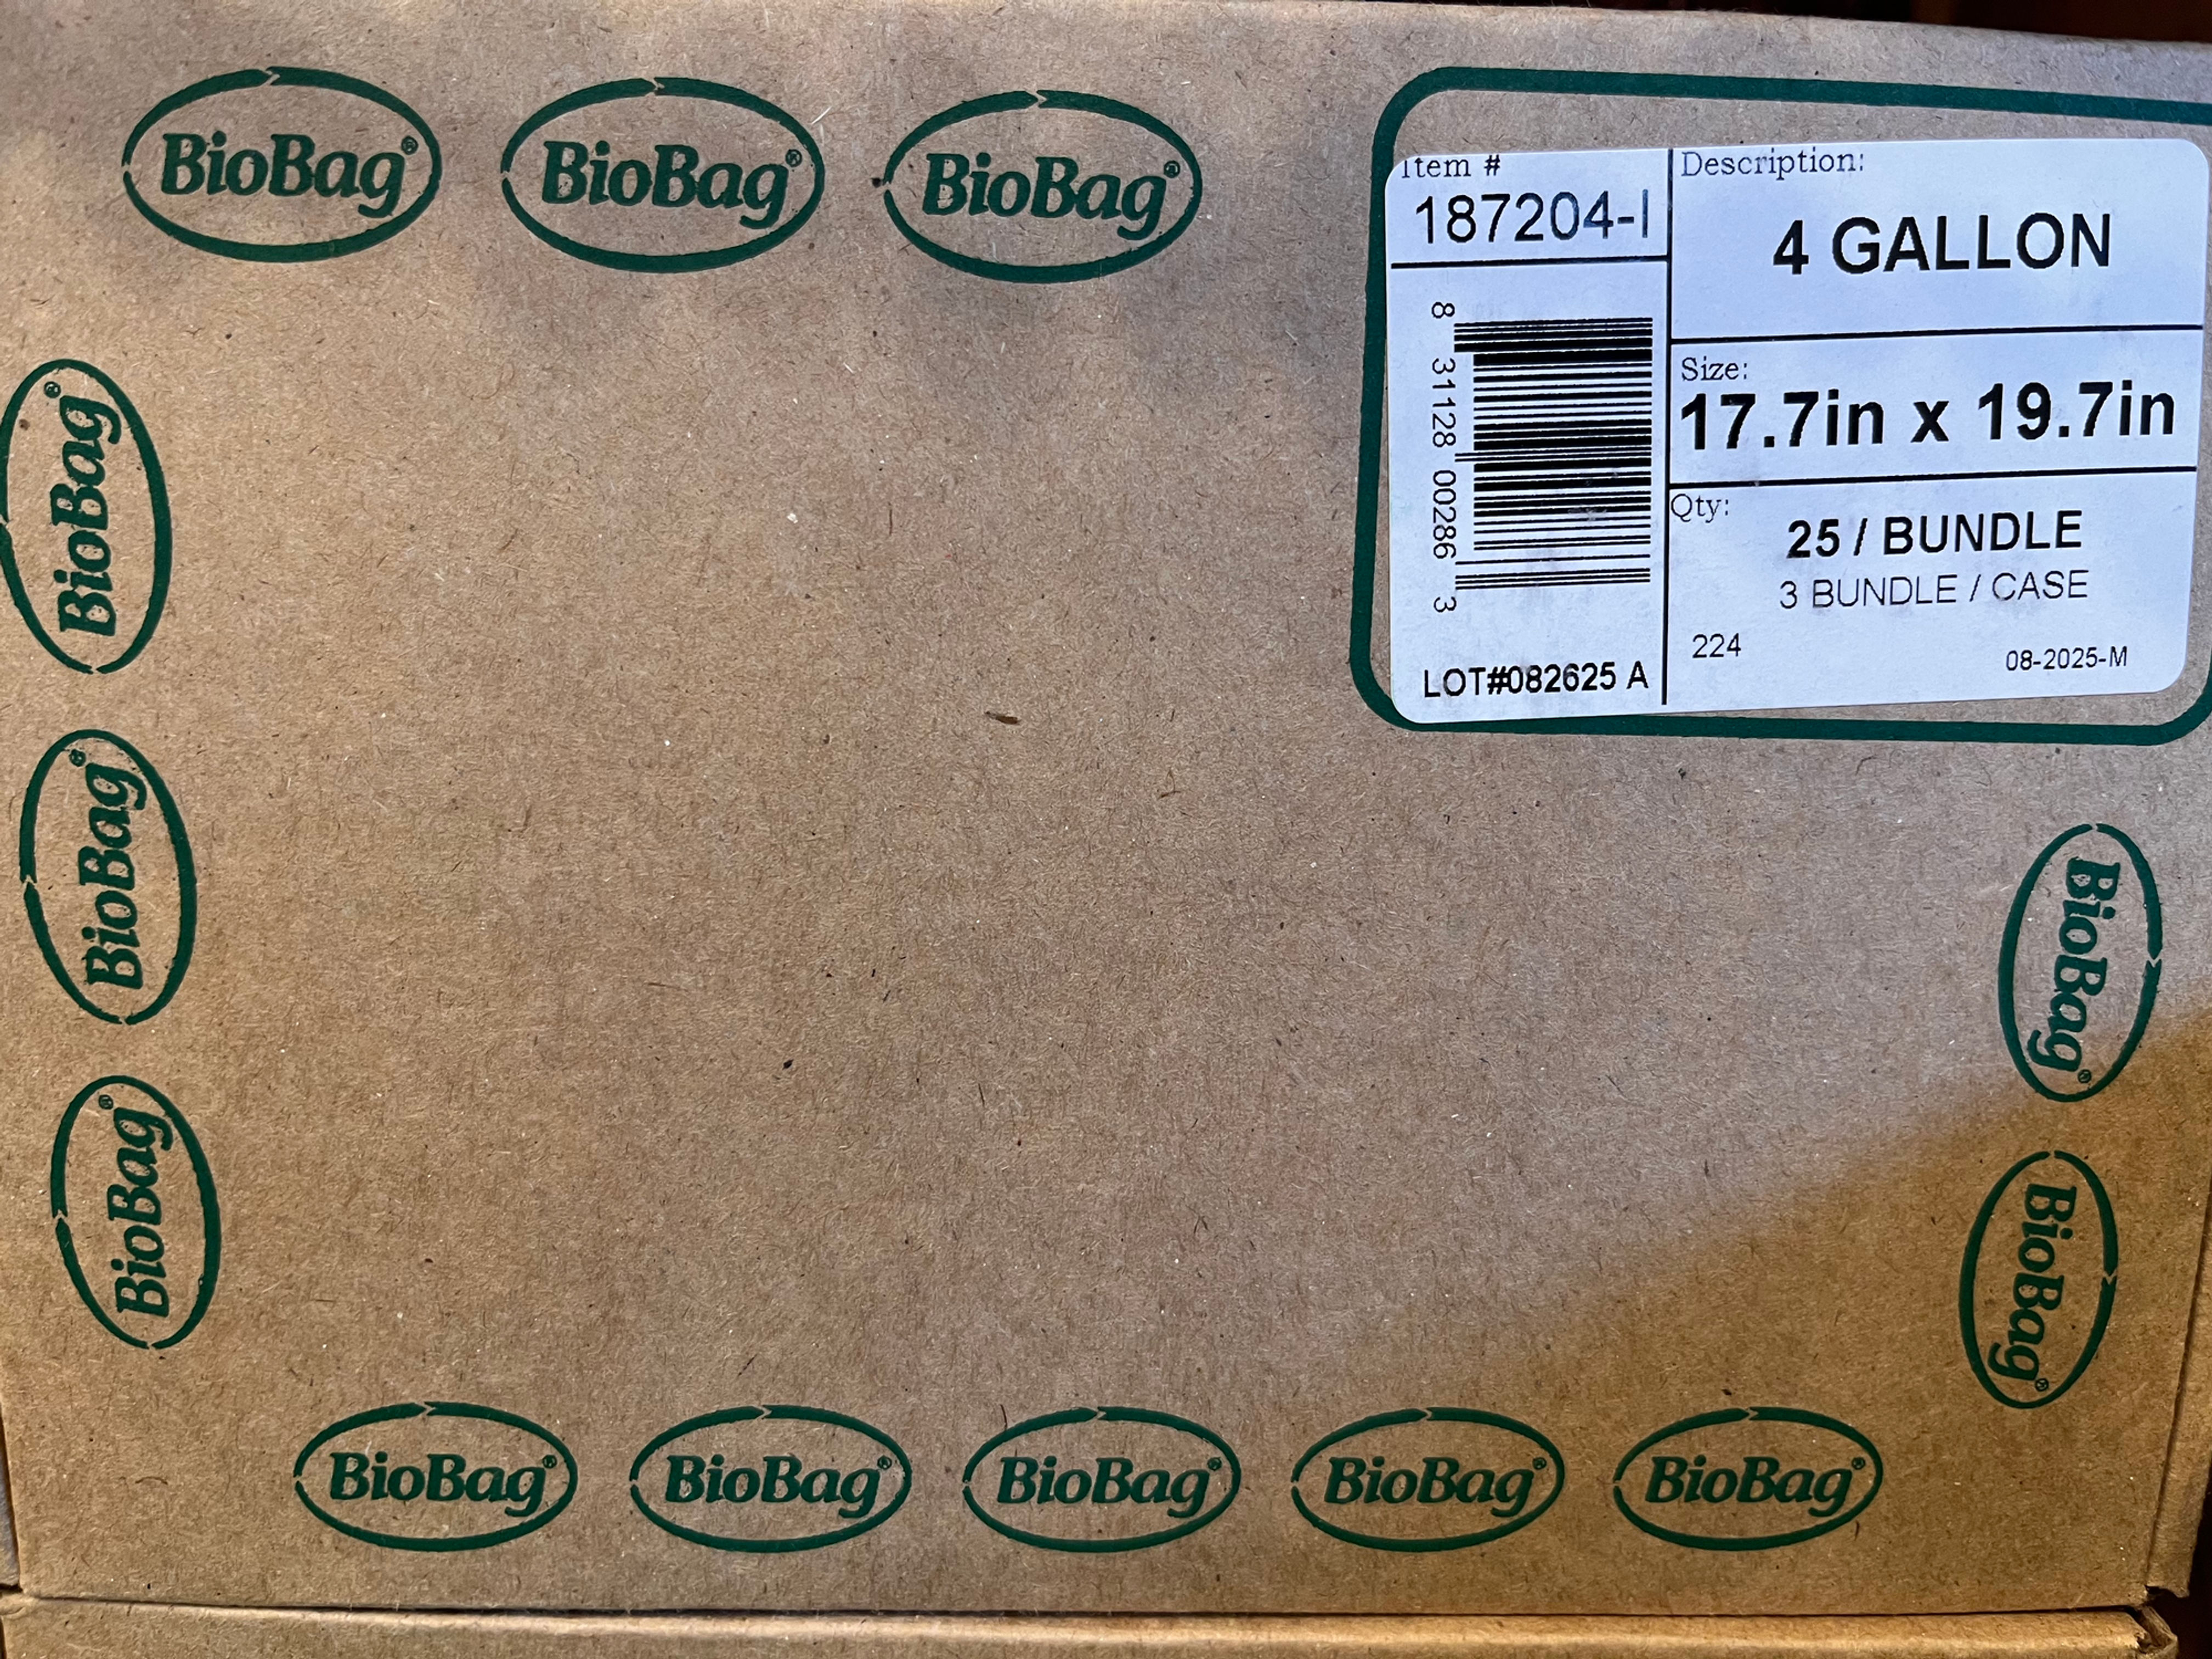 BioBag®
BioBag®
BioBag®
Item #
187204-I
Description:
4 GALLON
8 31128 00286 3
Size:
17.7in x 19.7in
Qty:
25 / BUNDLE
3 BUNDLE / CASE
224
08-2025-M
LOT#082625 A
BioBag®
BioBag®
BioBag®
BioBag®
BioBag®
BioBag®
BioBag®
BioBag®
BioBag®
BioBag®